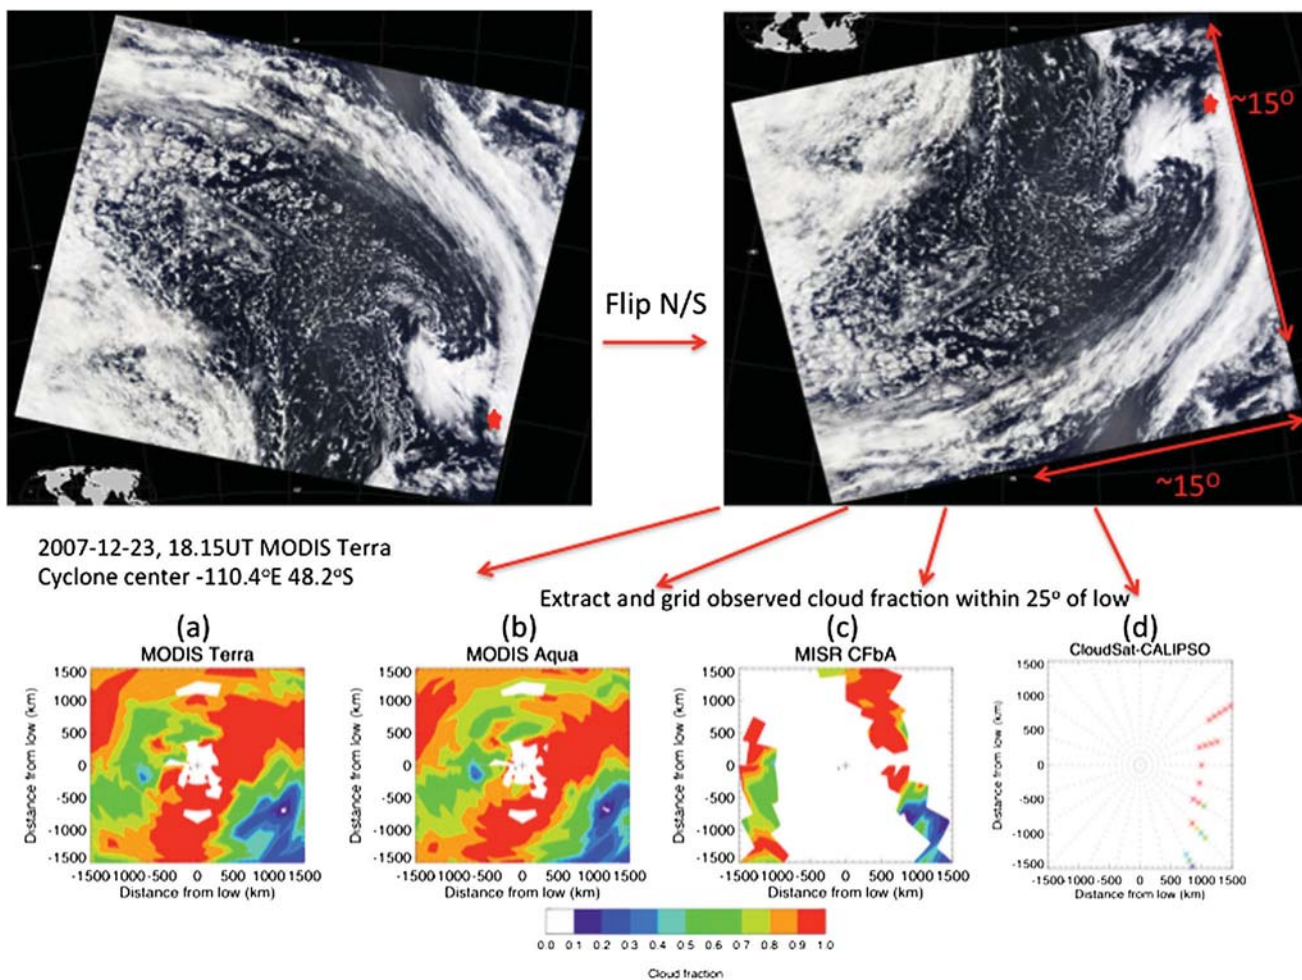 ~15º
Flip N/S
~15º
2007-12-23, 18.15UT MODIS Terra
Cyclone center -110.4ºE 48.2ºS
Extract and grid observed cloud fraction within 25º of low
(a)
MODIS Terra
(b)
MODIS Aqua
(c)
MISR CFbA
(d)
CloudSat-CALIPSO
Distance from low (km)
1500
1000
500
0
-500
-1000
-1500
-1500 -1000 -500 0 500 1000 1500
Distance from low (km)
Distance from low (km)
1500
1000
500
0
-500
-1000
-1500
-1500 -1000 -500 0 500 1000 1500
Distance from low (km)
Distance from low (km)
1500
1000
500
0
-500
-1000
-1500
-1500 -1000 -500 0 500 1000 1500
Distance from low (km)
Distance from low (km)
1500
1000
500
0
-500
-1000
-1500
-1500 -1000 -500 0 500 1000 1500
Distance from low (km)
0.0 0.1 0.2 0.3 0.4 0.5 0.6 0.7 0.8 0.9 1.0
Cloud fraction